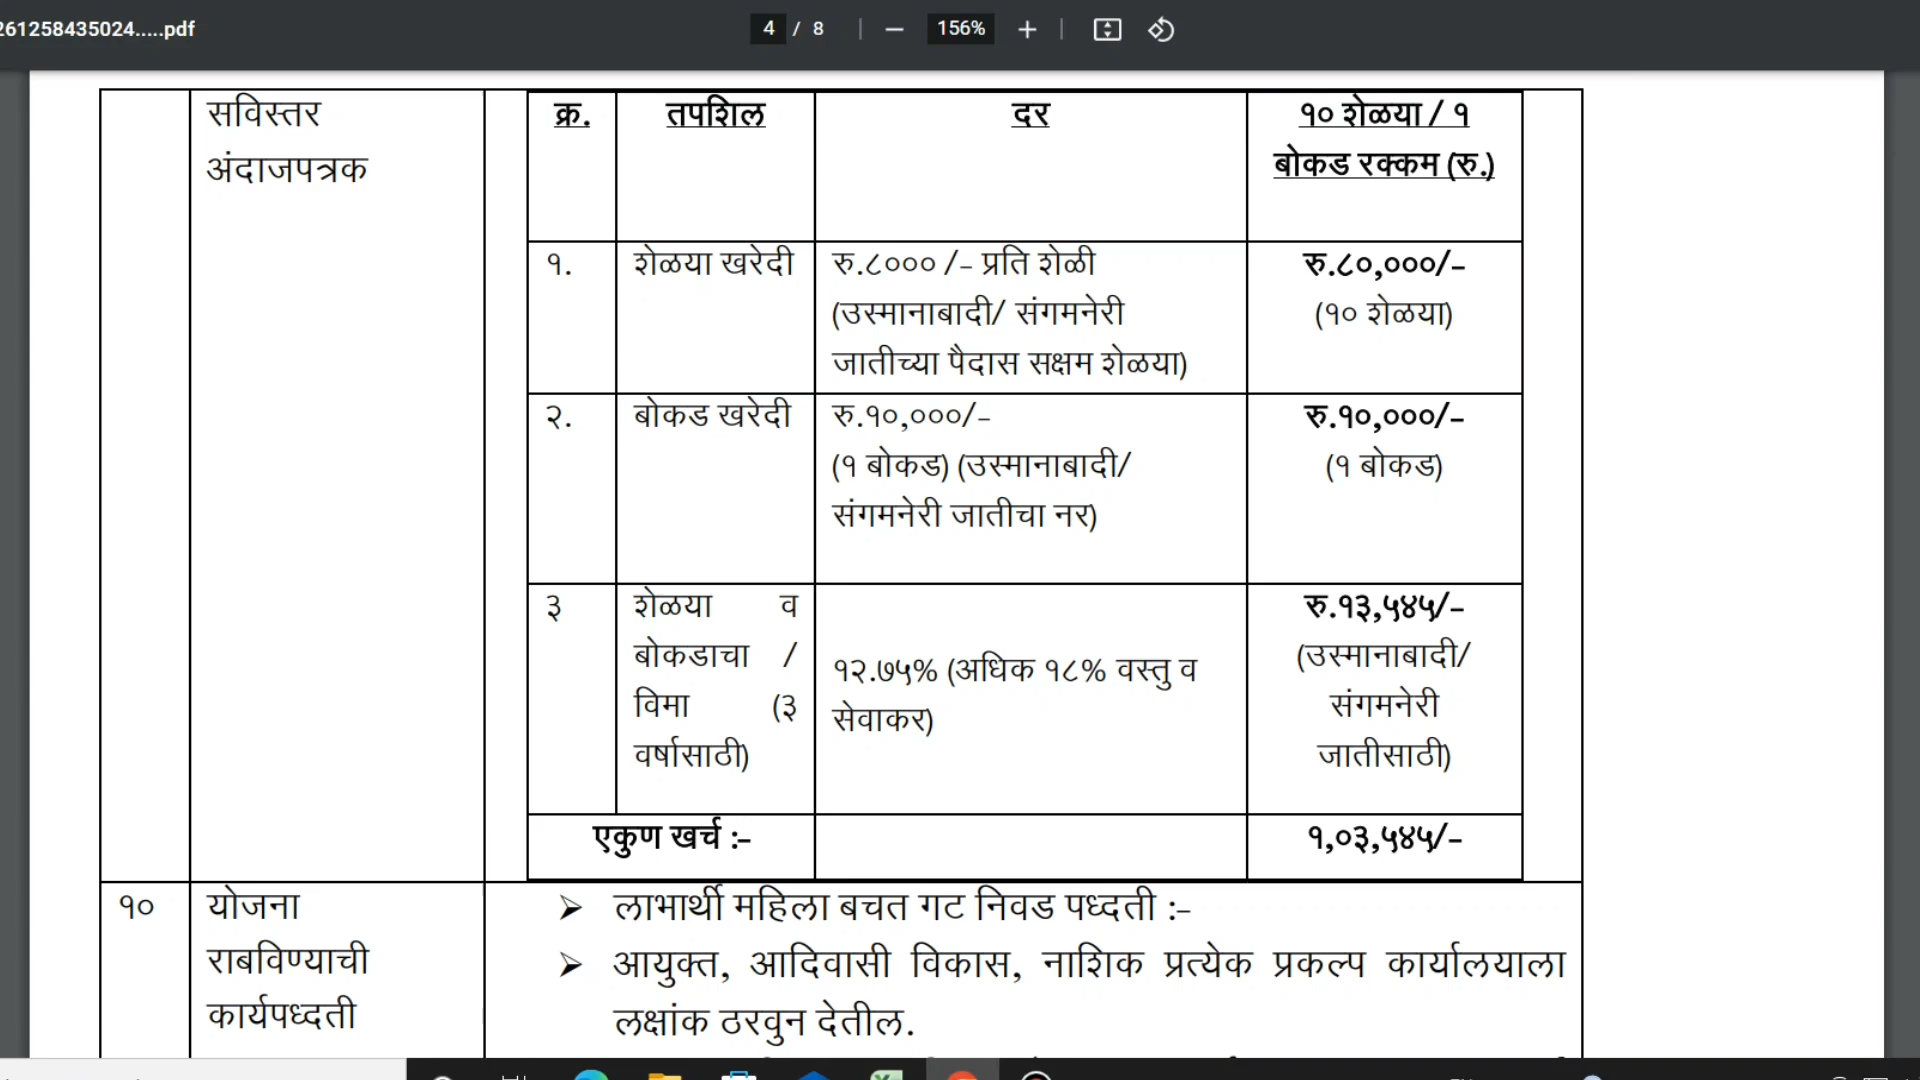 261258435024.....pdf
4 / 8
156%
सविस्तर
अंदाजपत्रक
क्र.
तपशिल
दर
१० शेळया / १
बोकड रक्कम (रु.)
१.
शेळया खरेदी
रु.८००० /- प्रति शेळी
(उस्मानाबादी/ संगमनेरी
जातीच्या पैदास सक्षम शेळया)
रु.८०,०००/-
(१० शेळया)
२.
बोकड खरेदी
रु.१०,०००/-
(१ बोकड) (उस्मानाबादी/
संगमनेरी जातीचा नर)
रु.१०,०००/-
(१ बोकड)
३
शेळया व
बोकडाचा /
विमा (३
वर्षासाठी)
१२.७५% (अधिक १८% वस्तु व
सेवाकर)
रु.१३,५४५/-
(उस्मानाबादी/
संगमनेरी
जातीसाठी)
एकुण खर्च :-
१,०३,५४५/-
१०
योजना
राबविण्याची
कार्यपध्दती
➢ लाभार्थी महिला बचत गट निवड पध्दती :-
➢ आयुक्त, आदिवासी विकास, नाशिक प्रत्येक प्रकल्प कार्यालयाला
लक्षांक ठरवुन देतील.